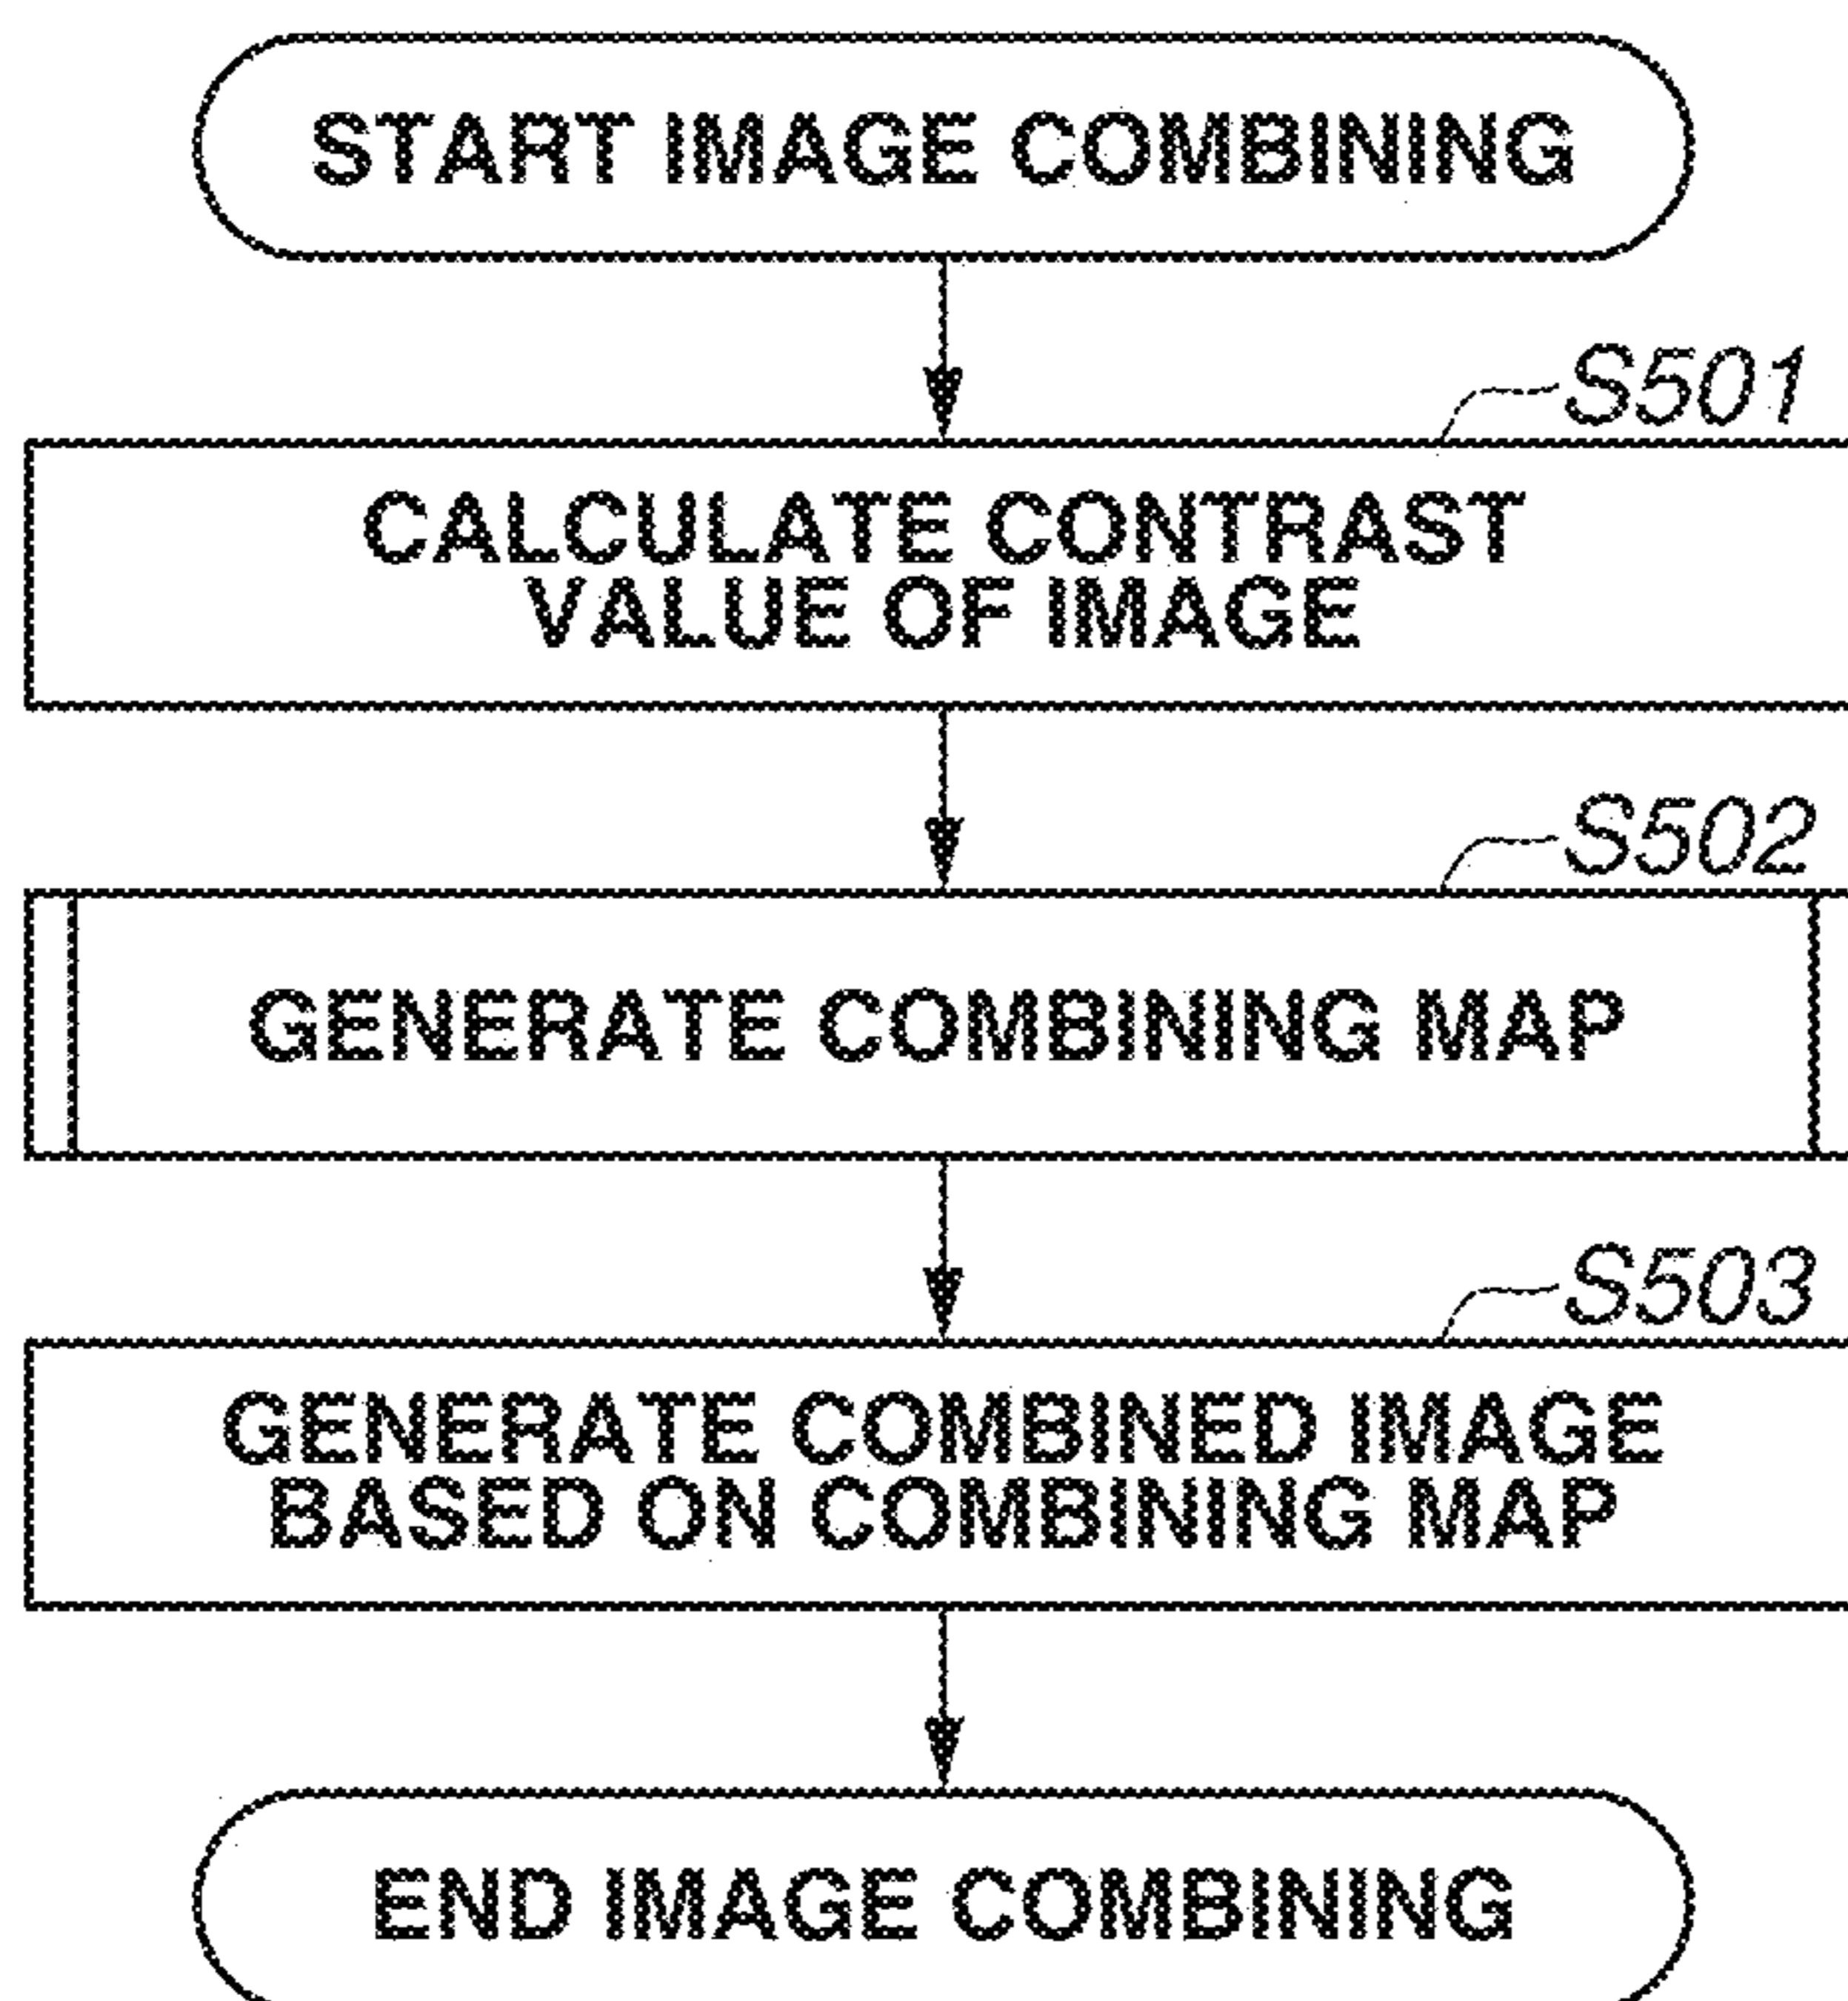 START IMAGE COMBINING
S501
CALCULATE CONTRAST
VALUE OF IMAGE
S502
GENERATE COMBINING MAP
S503
GENERATE COMBINED IMAGE
BASED ON COMBINING MAP
END IMAGE COMBINING